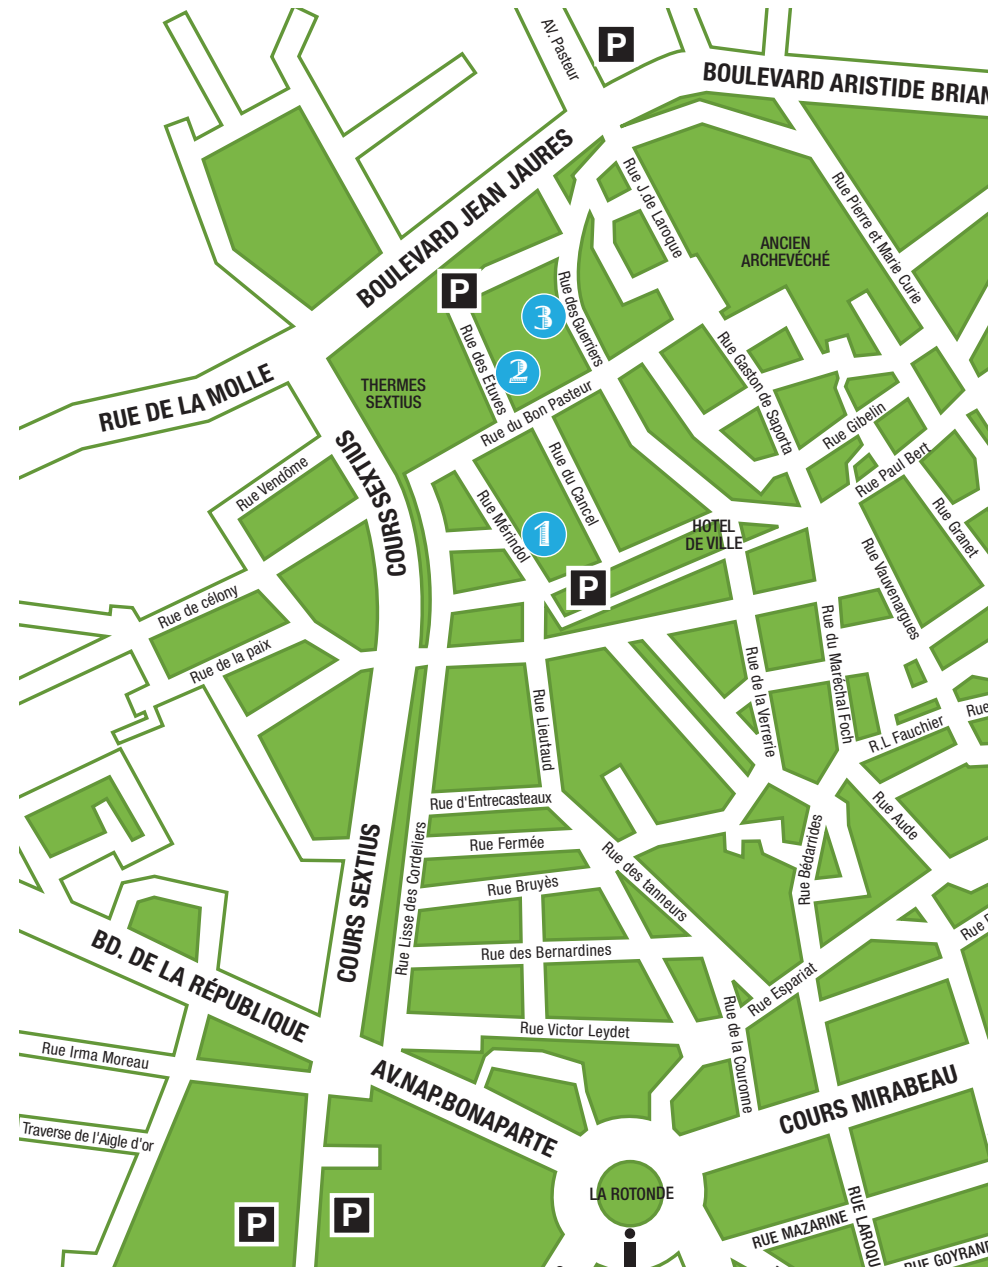 AV. Pasteur
P
BOULEVARD ARISTIDE BRIAN
BOULEVARD JEAN JAURES
Rue J.de Laroque
Rue Pierre et Marie Curie
ANCIEN
ARCHEVÉCHÉ
P
3
Rue des Guerriers
2
Rue des Etuves
Rue Gaston de Saporta
THERMES
SEXTIUS
RUE DE LA MOLLE
Rue du Bon Pasteur
Rue Gibelin
COURS SEXTIUS
Rue Vendôme
Rue du Cancel
Rue Paul Bert
Rue Mérindol
1
HOTEL
DE VILLE
Rue Granet
Rue Vauvenargues
P
Rue de célony
Rue de la paix
Rue du Maréchal Foch
Rue de la Verrerie
Rue Lieutaud
R.L Fauchier
Rue
Rue d'Entrecasteaux
Rue Aude
Rue Fermée
Rue Bédarrides
Rue des tanneurs
Rue Bruyès
Rue Lisse des Cordeliers
COURS SEXTIUS
Rue des Bernardines
Rue
BD. DE LA RÉPUBLIQUE
Rue Espariat
Rue Victor Leydet
Rue de la Couronne
Rue Irma Moreau
AV.NAP.BONAPARTE
COURS MIRABEAU
Traverse de l'Aigle d'or
LA ROTONDE
P
P
RUE MAZARINE
RUE LAROQU
RUE GOYRAND
i